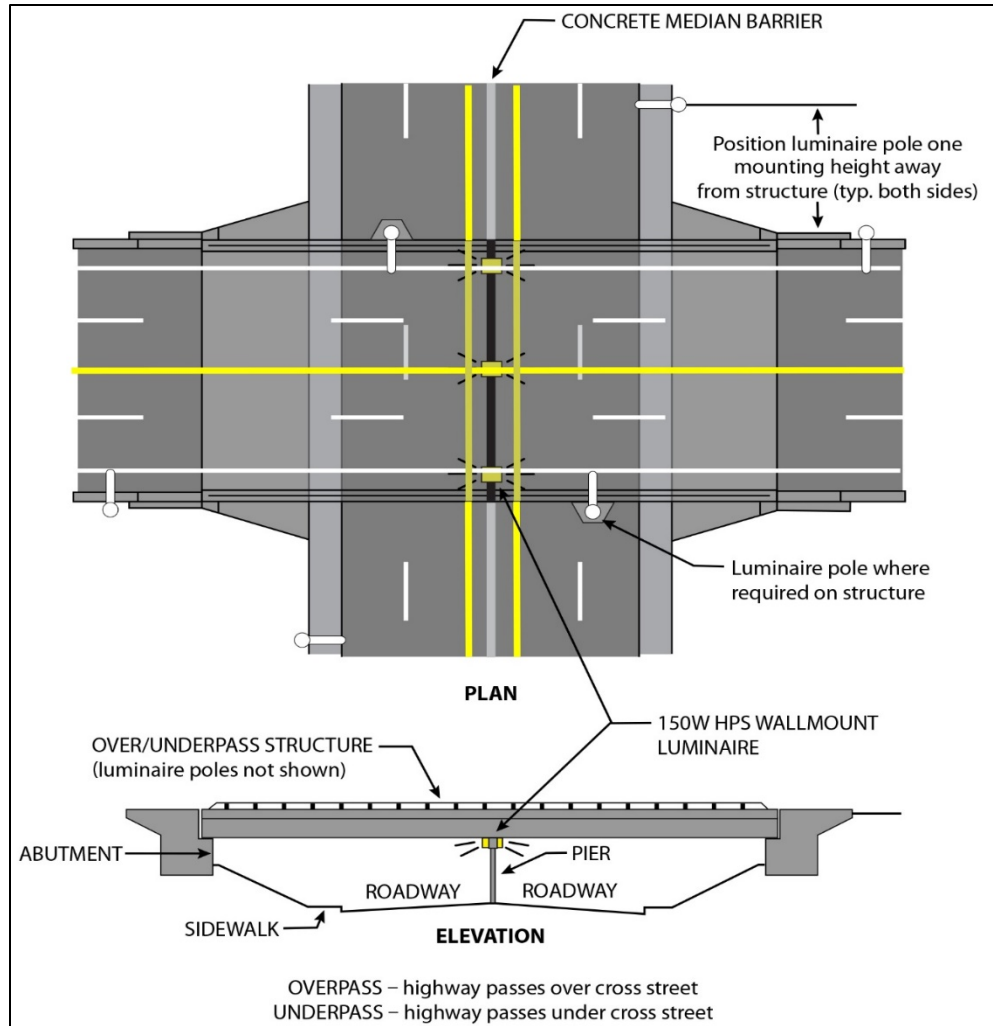 CONCRETE MEDIAN BARRIER
Position luminaire pole one
mounting height away
from structure (typ. both sides)
Luminaire pole where
required on structure
PLAN
150W HPS WALLMOUNT
LUMINAIRE
OVER/UNDERPASS STRUCTURE
(luminaire poles not shown)
ABUTMENT
PIER
ROADWAY ROADWAY
SIDEWALK
ELEVATION
OVERPASS – highway passes over cross street
UNDERPASS – highway passes under cross street